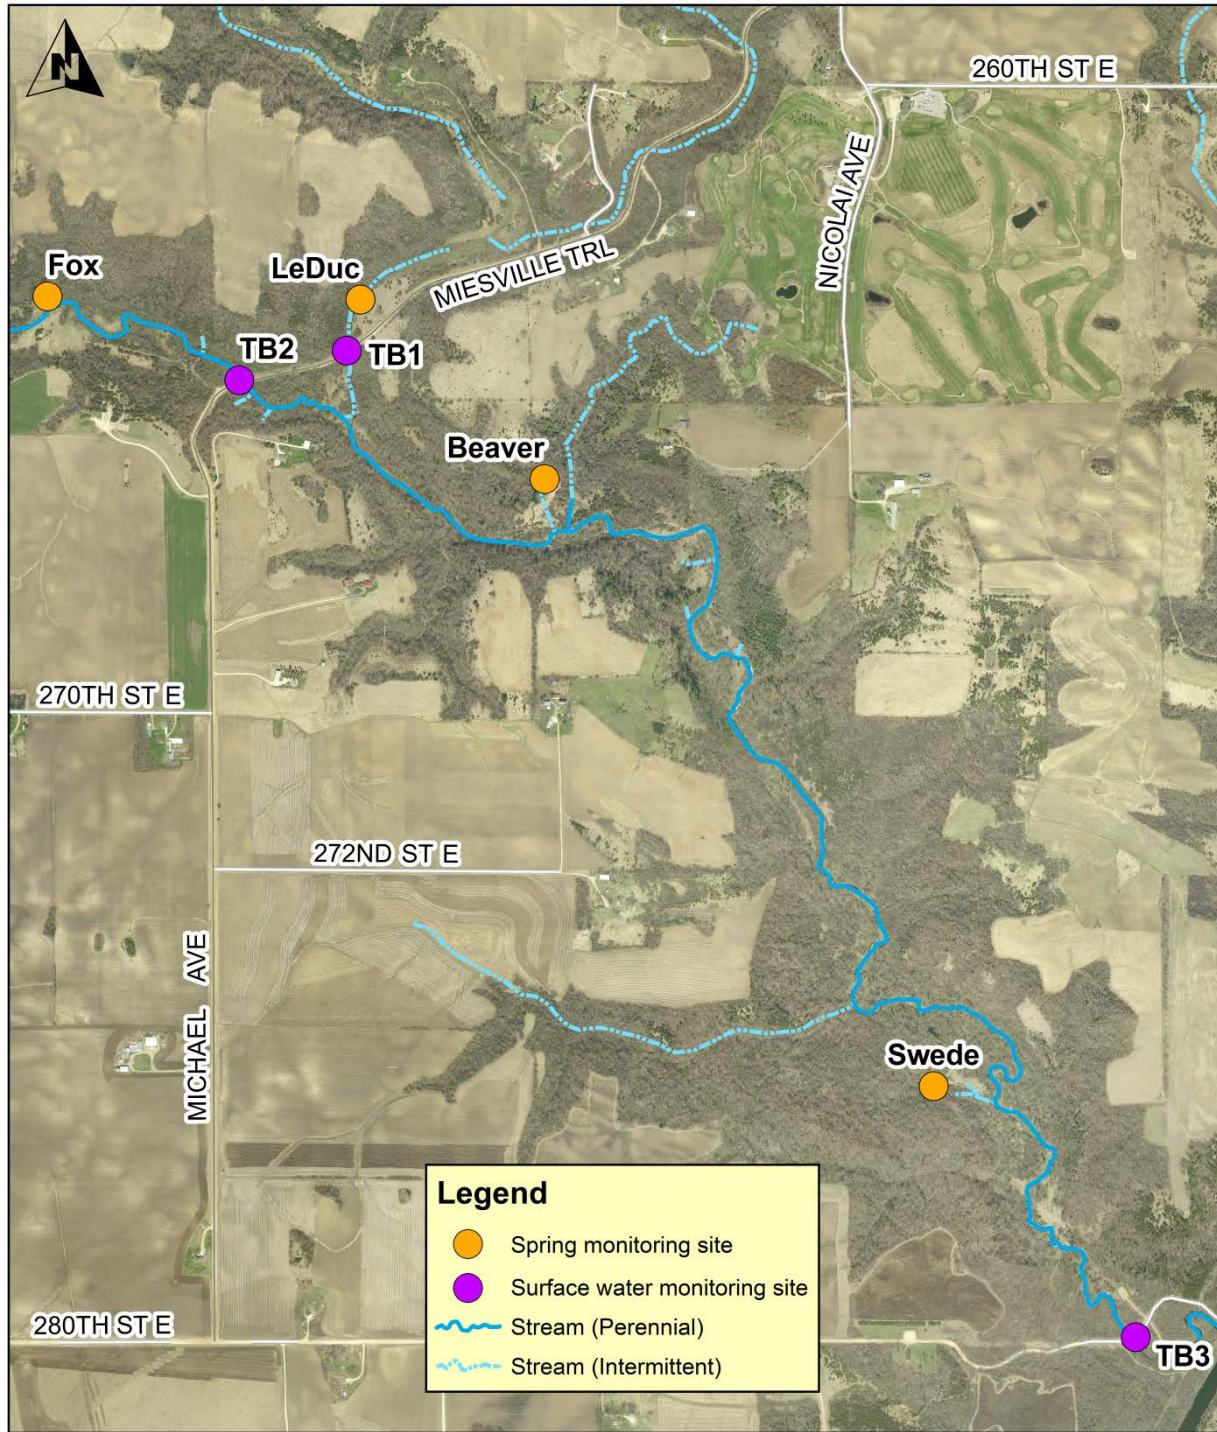 N
260TH ST E
NICOLAI AVE
MIESVILLE TRL
Fox
LeDuc
TB2
TB1
Beaver
270TH ST E
272ND ST E
MICHAEL AVE
Swede
280TH ST E
TB3
Legend
Spring monitoring site
Surface water monitoring site
Stream (Perennial)
Stream (Intermittent)